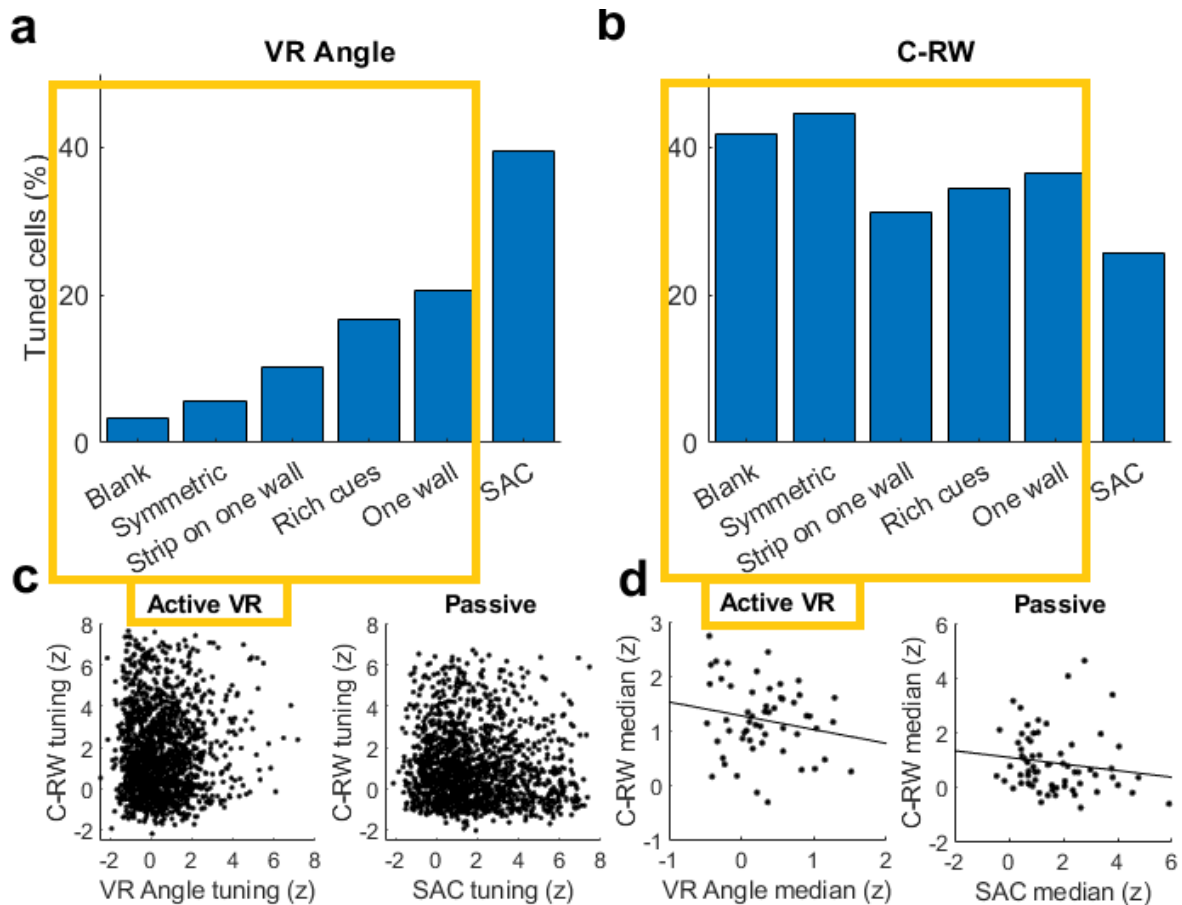 a
VR Angle
Tuned cells (%)
40
20
0
Blank
Symmetric
Strip on one wall
Rich cues
One wall
SAC
b
C-RW
40
20
0
Blank
Symmetric
Strip on one wall
Rich cues
One wall
SAC
c
Active VR
C-RW tuning (z)
8
6
4
2
0
-2
-2 0 2 4 6 8
VR Angle tuning (z)
Passive
8
6
4
2
0
-2
-2 0 2 4 6 8
SAC tuning (z)
d
Active VR
C-RW median (z)
3
2
1
0
-1
-1 0 1 2
VR Angle median (z)
Passive
C-RW median (z)
6
4
2
0
-2
-2 0 2 4 6
SAC median (z)